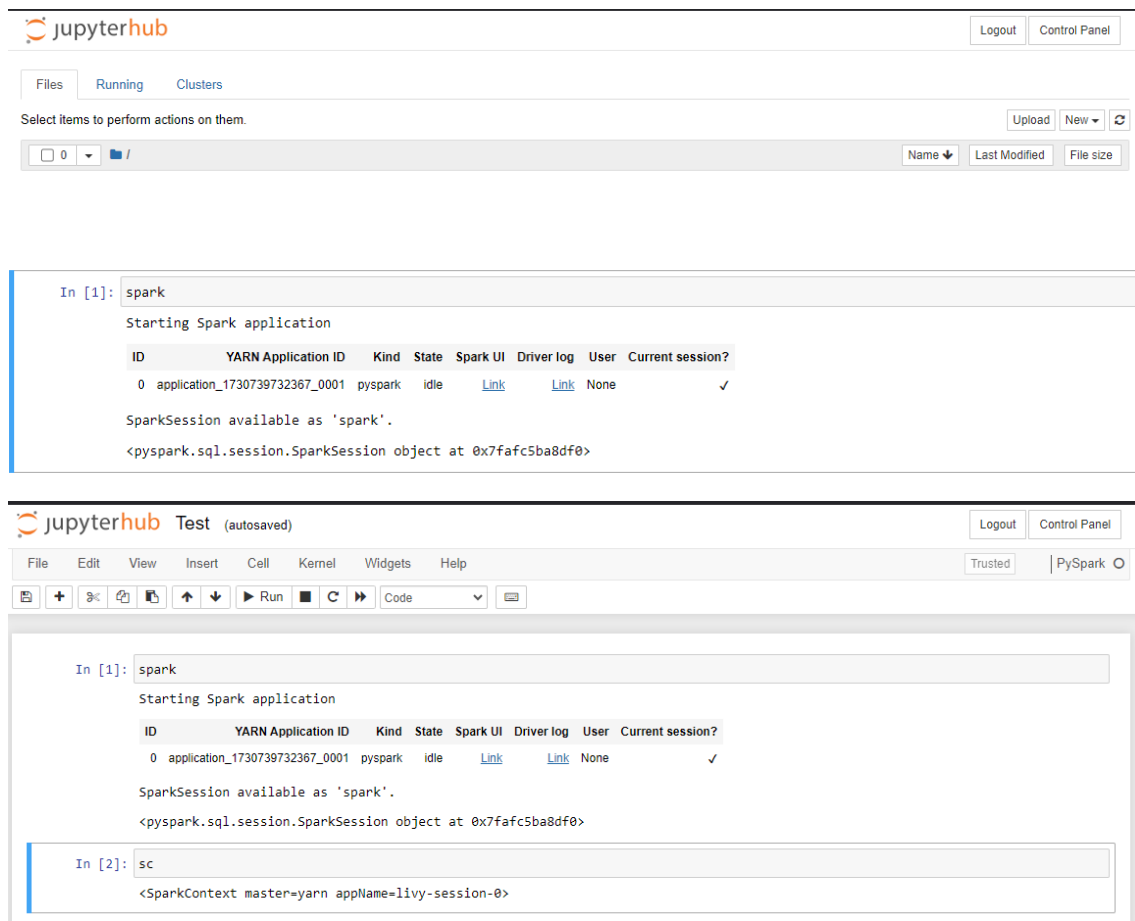 jupyterhub Logout Control Panel
Files Running Clusters
Select items to perform actions on them. Upload New
0 / Name Last Modified File size
In [1]: spark
Starting Spark application
ID YARN Application ID Kind State Spark UI Driver log User Current session?
0 application_1730739732367_0001 pyspark idle Link Link None ✓
SparkSession available as 'spark'.
<pyspark.sql.session.SparkSession object at 0x7fafc5ba8df0>
jupyterhub Test (autosaved) Logout Control Panel
File Edit View Insert Cell Kernel Widgets Help Trusted PySpark
Run Code
In [1]: spark
Starting Spark application
ID YARN Application ID Kind State Spark UI Driver log User Current session?
0 application_1730739732367_0001 pyspark idle Link Link None ✓
SparkSession available as 'spark'.
<pyspark.sql.session.SparkSession object at 0x7fafc5ba8df0>
In [2]: sc
<SparkContext master=yarn appName=livy-session-0>